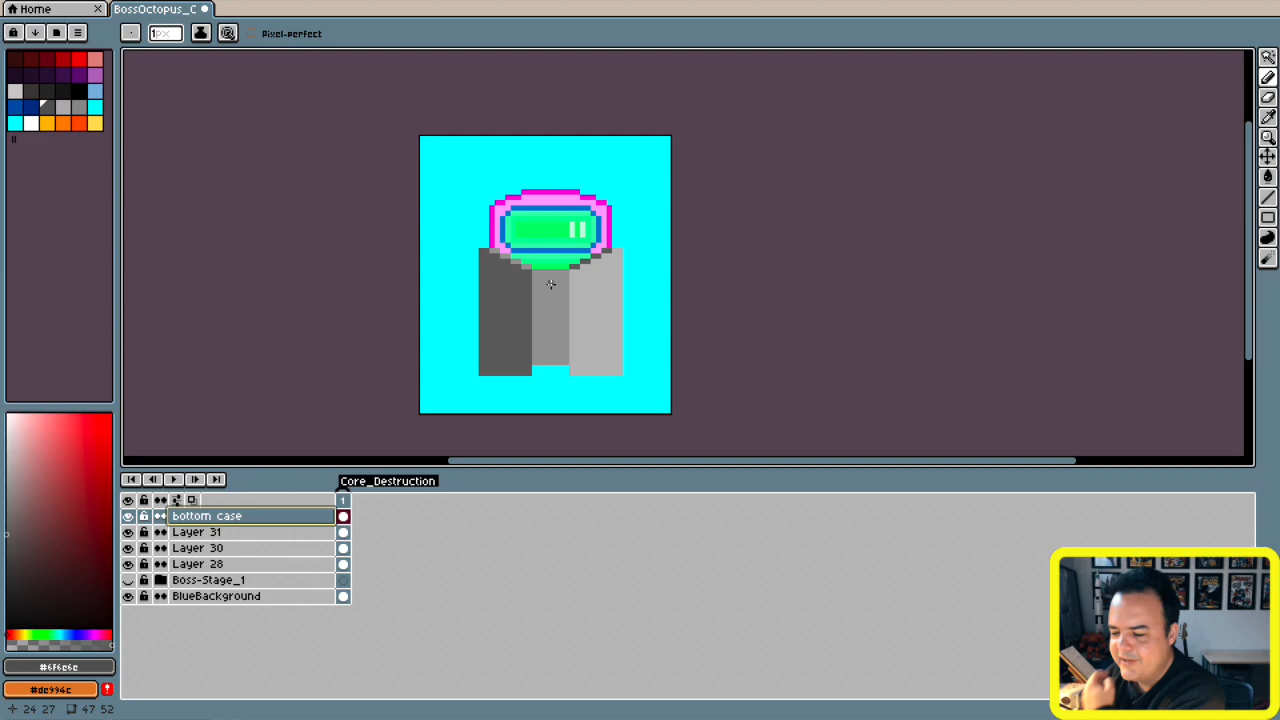 Home
BossOctopus_C
1px
Pixel-perfect
Core_Destruction
1
bottom case
Layer 31
Layer 30
Layer 28
Boss-Stage_1
BlueBackground
#6f6e6e
#de994c
24 27
47 52